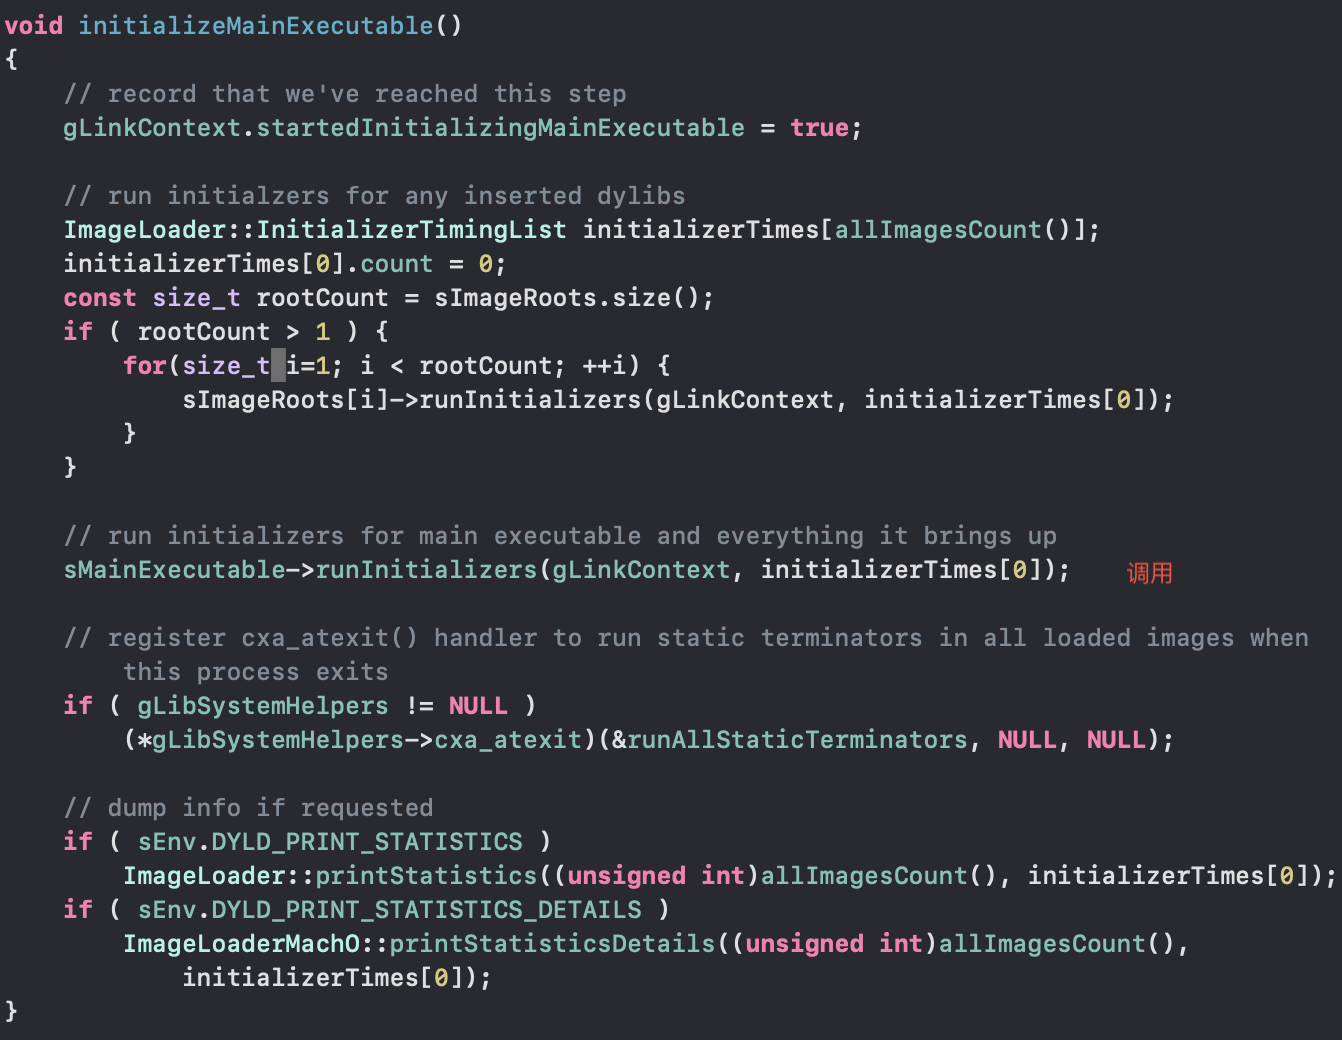 void initializeMainExecutable()
{
    // record that we've reached this step
    gLinkContext.startedInitializingMainExecutable = true;

    // run initialzers for any inserted dylibs
    ImageLoader::InitializerTimingList initializerTimes[allImagesCount()];
    initializerTimes[0].count = 0;
    const size_t rootCount = sImageRoots.size();
    if ( rootCount > 1 ) {
        for(size_t i=1; i < rootCount; ++i) {
            sImageRoots[i]->runInitializers(gLinkContext, initializerTimes[0]);
        }
    }

    // run initializers for main executable and everything it brings up
    sMainExecutable->runInitializers(gLinkContext, initializerTimes[0]);    调用

    // register cxa_atexit() handler to run static terminators in all loaded images when
        this process exits
    if ( gLibSystemHelpers != NULL )
        (*gLibSystemHelpers->cxa_atexit)(&runAllStaticTerminators, NULL, NULL);

    // dump info if requested
    if ( sEnv.DYLD_PRINT_STATISTICS )
        ImageLoader::printStatistics((unsigned int)allImagesCount(), initializerTimes[0]);
    if ( sEnv.DYLD_PRINT_STATISTICS_DETAILS )
        ImageLoaderMachO::printStatisticsDetails((unsigned int)allImagesCount(),
            initializerTimes[0]);
}